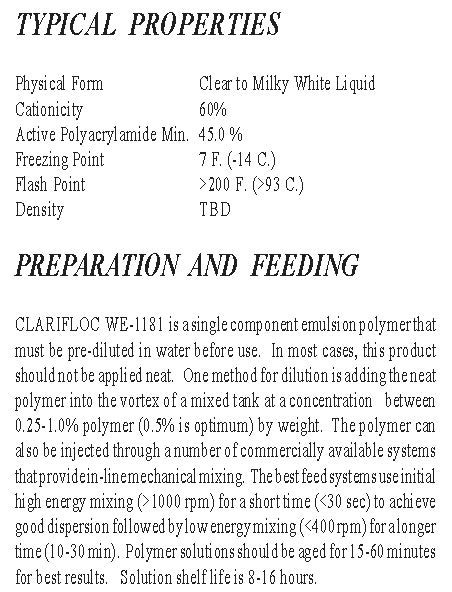 TYPICAL PROPERTIES
Physical Form Clear to Milky White Liquid
Cationicity 60%
Active Polyacrylamide Min. 45.0 %
Freezing Point 7 F. (-14 C.)
Flash Point >200 F. (>93 C.)
Density TBD
PREPARATION AND FEEDING
CLARIFLOC WE-1181 is a single component emulsion polymer that
must be pre-diluted in water before use. In most cases, this product
should not be applied neat. One method for dilution is adding the neat
polymer into the vortex of a mixed tank at a concentration between
0.25-1.0% polymer (0.5% is optimum) by weight. The polymer can
also be injected through a number of commercially available systems
that provide in-line mechanical mixing. The best feed systems use initial
high energy mixing (>1000 rpm) for a short time (<30 sec) to achieve
good dispersion followed by low energy mixing (<400 rpm) for a longer
time (10-30 min). Polymer solutions should be aged for 15-60 minutes
for best results. Solution shelf life is 8-16 hours.